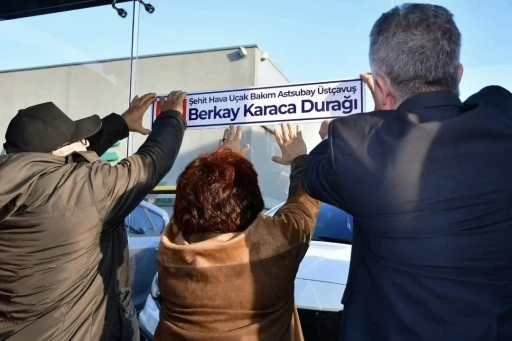 Şehit Hava Uçak Bakım Astsubay Üstçavuş
Berkay Karaca Durağı